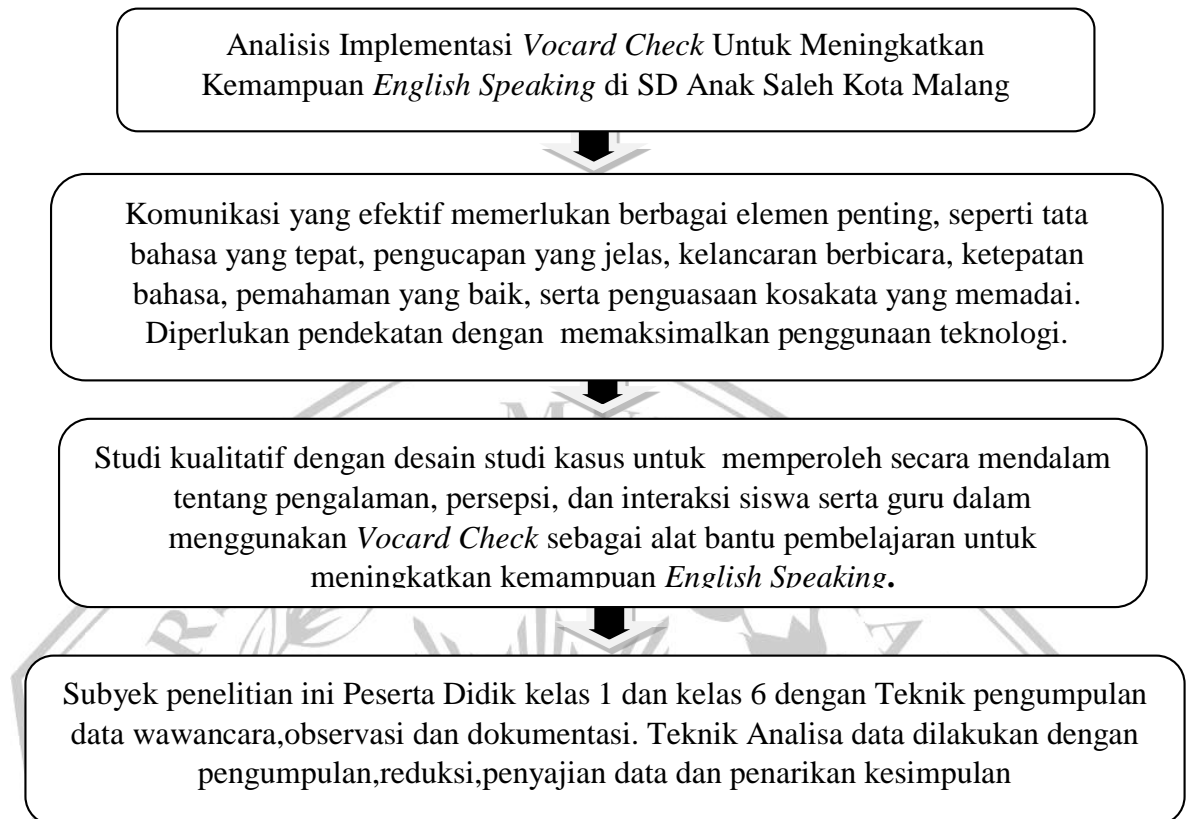 Analisis Implementasi Vocard Check Untuk Meningkatkan
Kemampuan English Speaking di SD Anak Saleh Kota Malang
Komunikasi yang efektif memerlukan berbagai elemen penting, seperti tata
bahasa yang tepat, pengucapan yang jelas, kelancaran berbicara, ketepatan
bahasa, pemahaman yang baik, serta penguasaan kosakata yang memadai.
Diperlukan pendekatan dengan memaksimalkan penggunaan teknologi.
Studi kualitatif dengan desain studi kasus untuk memperoleh secara mendalam
tentang pengalaman, persepsi, dan interaksi siswa serta guru dalam
menggunakan Vocard Check sebagai alat bantu pembelajaran untuk
meningkatkan kemampuan English Speaking.
Subyek penelitian ini Peserta Didik kelas 1 dan kelas 6 dengan Teknik pengumpulan
data wawancara,observasi dan dokumentasi. Teknik Analisa data dilakukan dengan
pengumpulan,reduksi,penyajian data dan penarikan kesimpulan